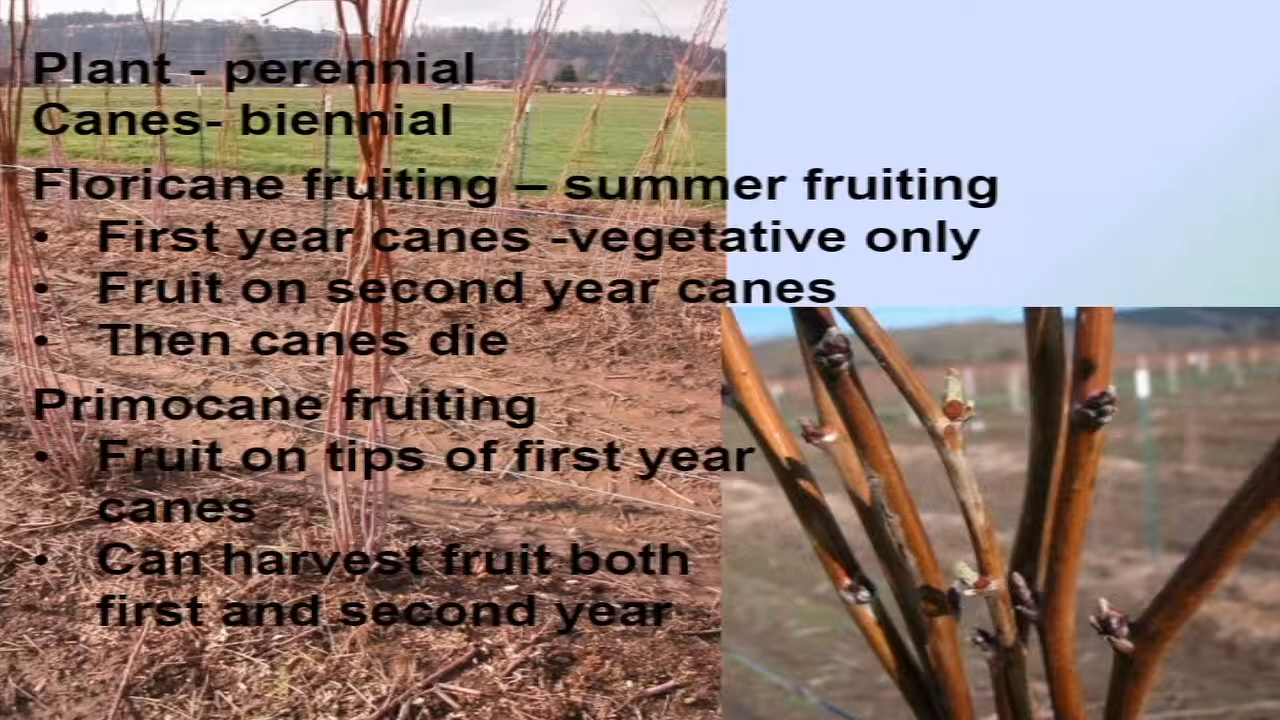 Plant - perennial
Canes- biennial
Floricane fruiting – summer fruiting
• First year canes -vegetative only
• Fruit on second year canes
• Then canes die
Primocane fruiting
• Fruit on tips of first year
canes
• Can harvest fruit both
first and second year